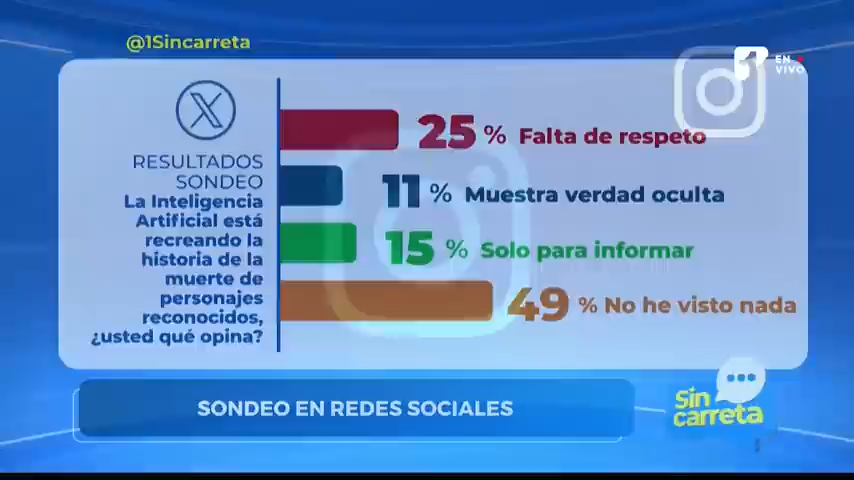 @1Sincarreta
EN
VIVO
RESULTADOS
SONDEO
La Inteligencia
Artificial está
recreando la
historia de la
muerte de
personajes
reconocidos,
¿usted qué opina?
25 % Falta de respeto
11 % Muestra verdad oculta
15 % Solo para informar
49 % No he visto nada
SONDEO EN REDES SOCIALES
Sin
carreta